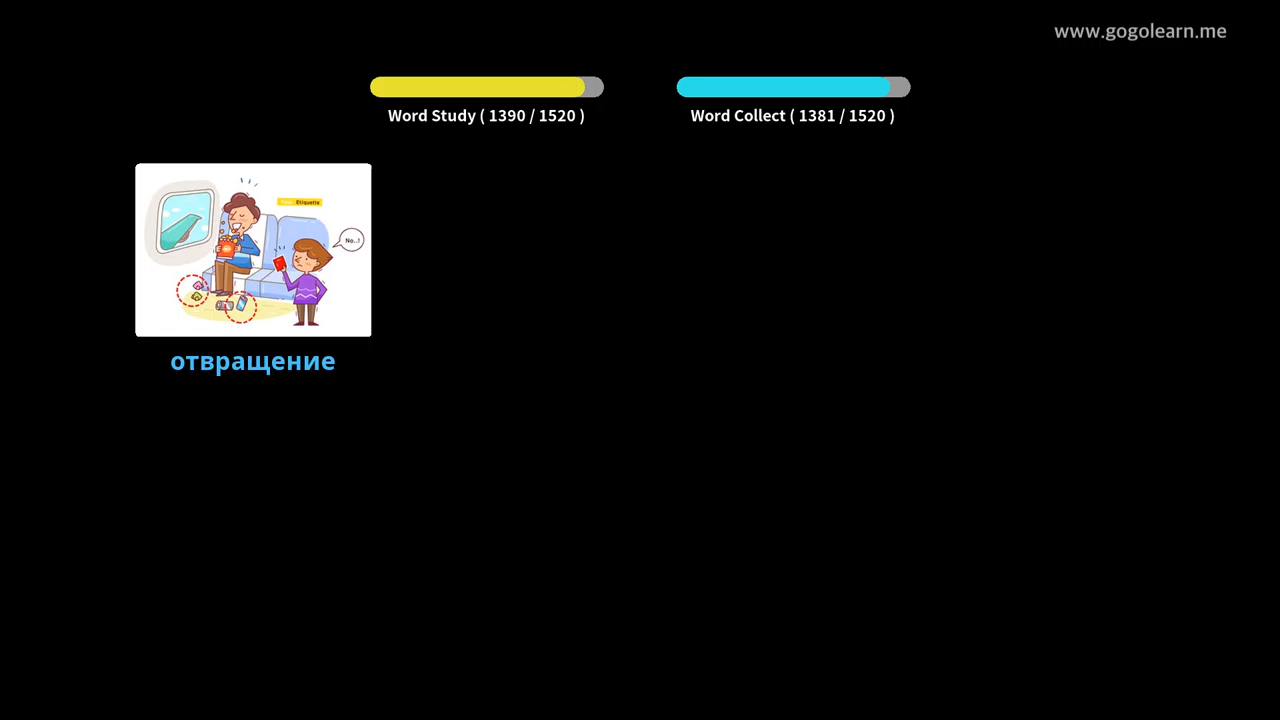 www.gogolearn.me
Word Study ( 1390 / 1520 )
Word Collect ( 1381 / 1520 )
Etiquette
No..!
отвращение